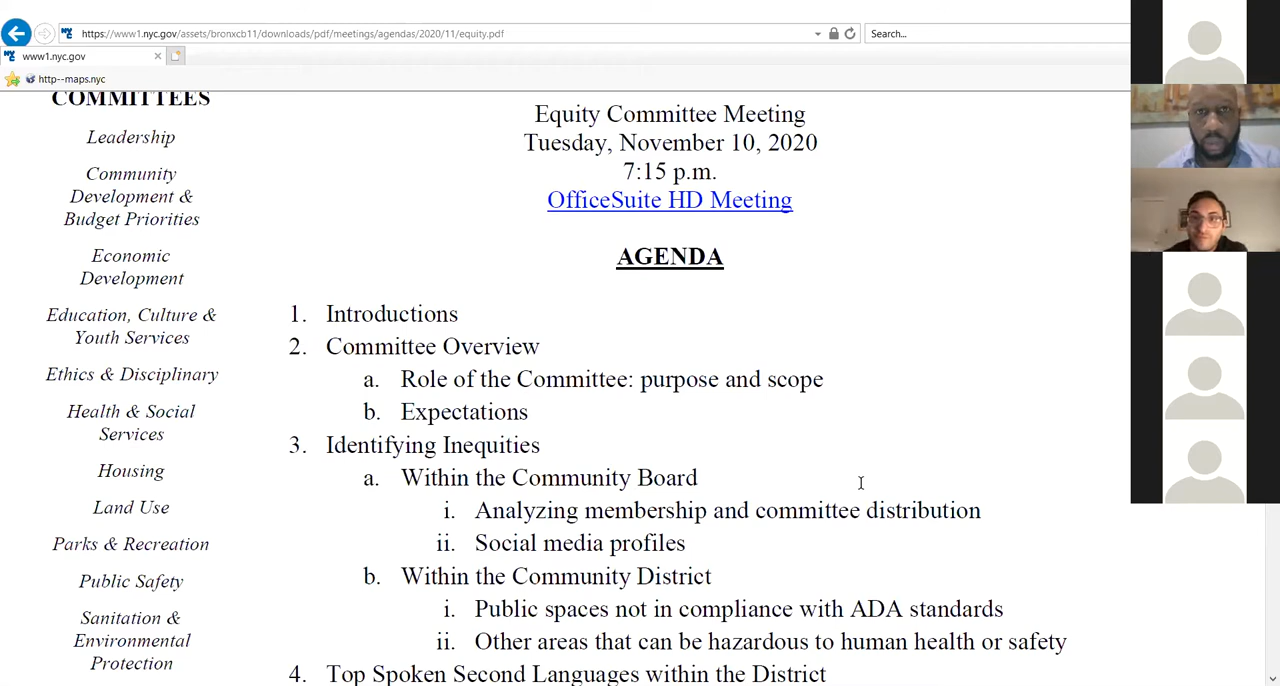 https://www1.nyc.gov/assets/bronxcb11/downloads/pdf/meetings/agendas/2020/11/equity.pdf
Search...
www1.nyc.gov
http--maps.nyc
COMMITTEES
Leadership
Community
Development &
Budget Priorities
Economic
Development
Education, Culture &
Youth Services
Ethics & Disciplinary
Health & Social
Services
Housing
Land Use
Parks & Recreation
Public Safety
Sanitation &
Environmental
Protection
Equity Committee Meeting
Tuesday, November 10, 2020
7:15 p.m.
OfficeSuite HD Meeting
AGENDA
1. Introductions
2. Committee Overview
a. Role of the Committee: purpose and scope
b. Expectations
3. Identifying Inequities
a. Within the Community Board
i. Analyzing membership and committee distribution
ii. Social media profiles
b. Within the Community District
i. Public spaces not in compliance with ADA standards
ii. Other areas that can be hazardous to human health or safety
4. Top Spoken Second Languages within the District